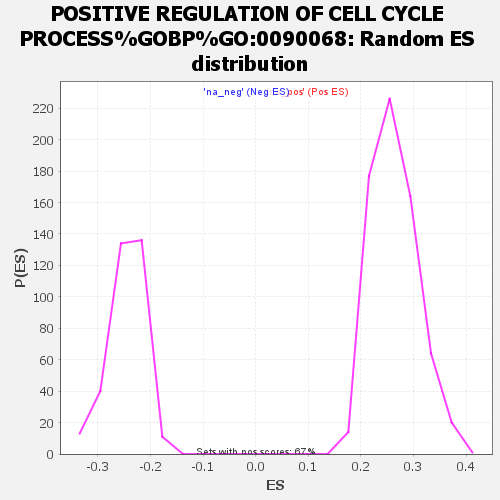 POSITIVE REGULATION OF CELL CYCLE
PROCESS%GOBP%GO:0090068: Random ES
distribution
'na_neg' (Neg ES) pos' (Pos ES)
220
200
180
160
140
120
100
80
60
40
20
0
P(ES)
Sets with pos scores: 67%
-0.3 -0.2 -0.1 0.0 0.1 0.2 0.3 0.4
ES